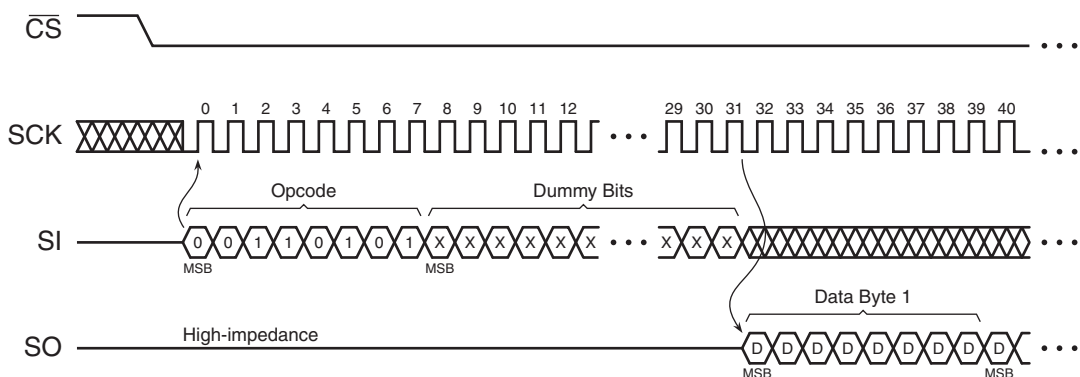 CS
SCK
0 1 2 3 4 5 6 7 8 9 10 11 12 29 30 31 32 33 34 35 36 37 38 39 40
Opcode Dummy Bits
SI 0 0 1 1 0 1 0 1 X X X X X X X X X
MSB MSB
Data Byte 1
High-impedance
SO D D D D D D D D D
MSB MSB